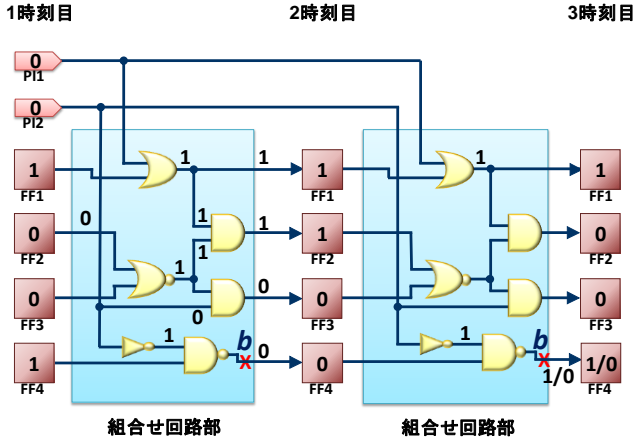 1時刻目 2時刻目 3時刻目
0
PI1
0
PI2
1 1 1 1 1 1
FF1 FF1 FF1
0 0 1 1 1 0
FF2 1 FF2 FF2
0 1 0 0 0
FF3 0 FF3 FF3
1 1 b 0 0 1 b 1/0
FF4 X FF4 X 1/0 FF4
組合せ回路部 組合せ回路部